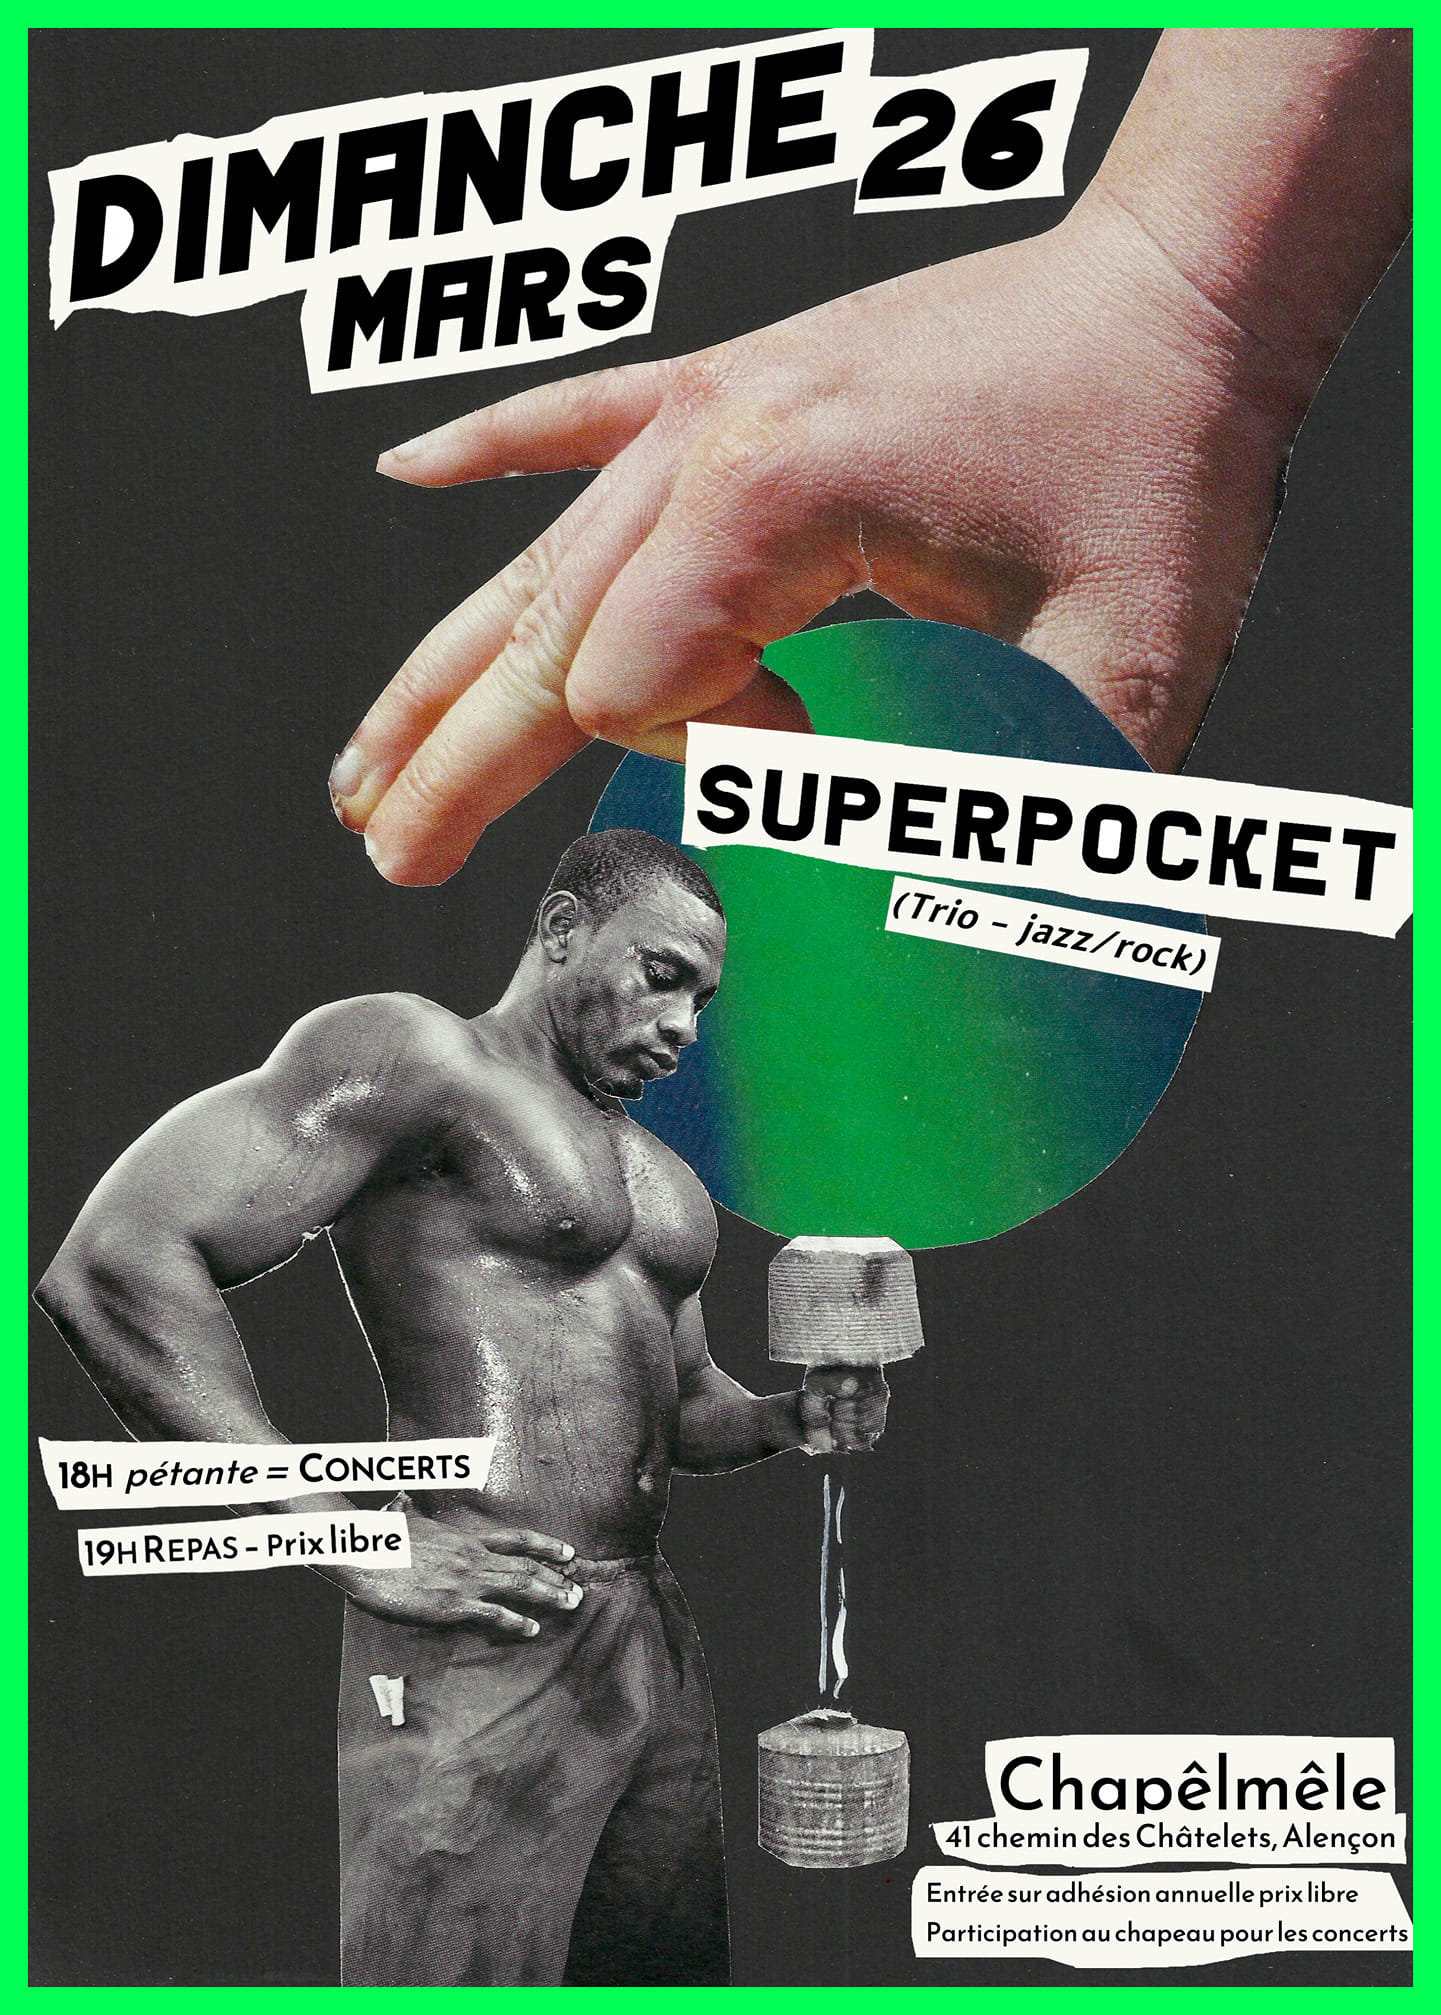 DIMANCHE 26
MARS
SUPERPOCKET
(Trio - jazz/rock)
18H pétante = CONCERTS
19H REPAS - Prix libre
Chapêlmêle
41 chemin des Châtelets, Alençon
Entrée sur adhésion annuelle prix libre
Participation au chapeau pour les concerts